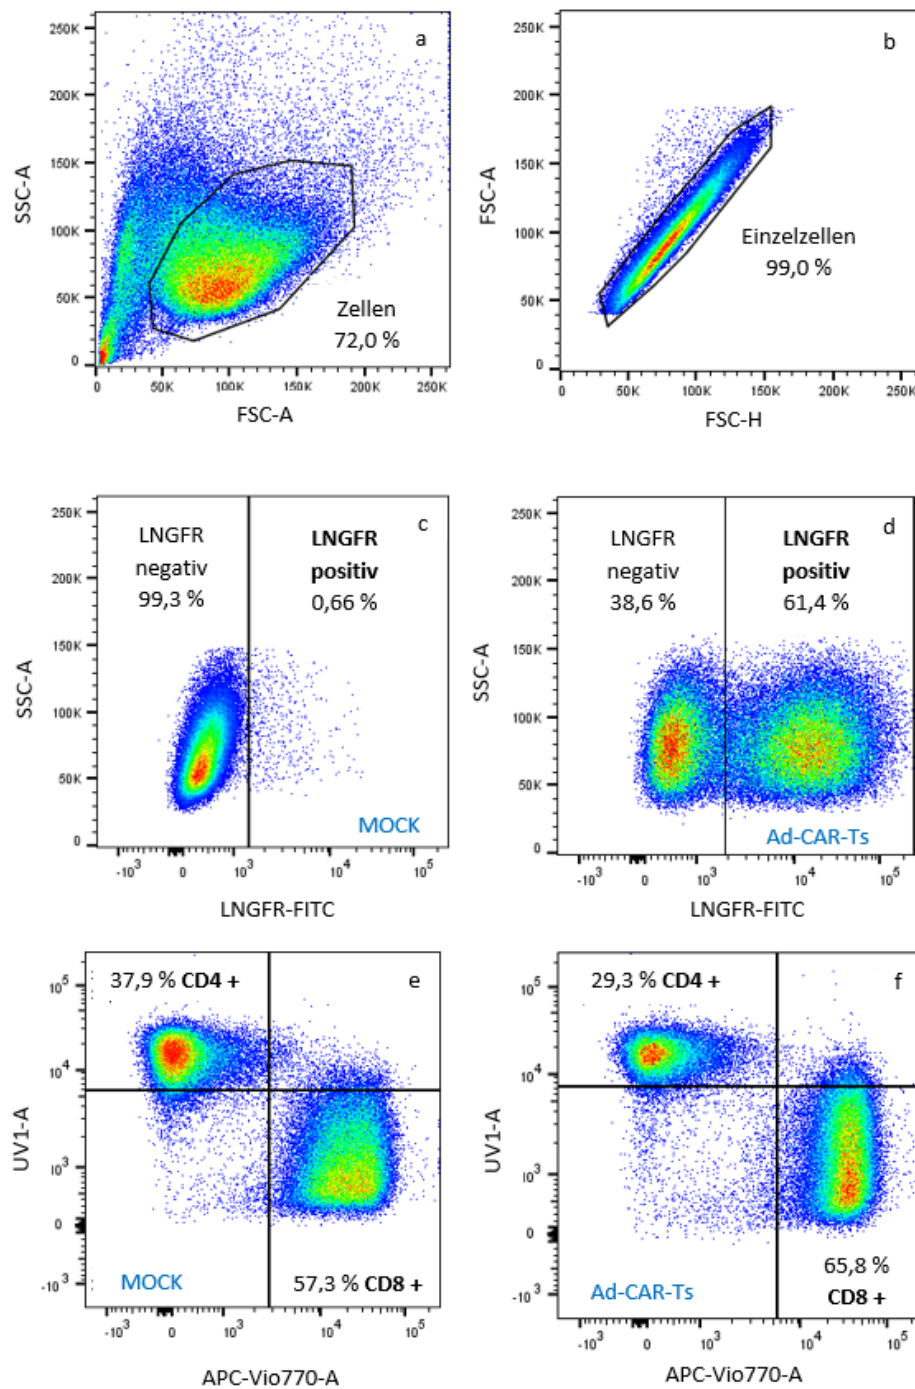 a
250K
200K
150K
100K
50K
0
SSC-A
Zellen
72,0 %
0
50K
100K
150K
200K
250K
FSC-A
b
250K
200K
150K
100K
50K
0
FSC-A
Einzelzellen
99,0 %
0
50K
100K
150K
200K
250K
FSC-H
c
250K
200K
150K
100K
50K
0
SSC-A
LNGFR
negativ
99,3 %
LNGFR
positiv
0,66 %
MOCK
-10³
0
10³
10⁴
10⁵
LNGFR-FITC
d
250K
200K
150K
100K
50K
0
SSC-A
LNGFR
negativ
38,6 %
LNGFR
positiv
61,4 %
Ad-CAR-Ts
-10³
0
10³
10⁴
10⁵
LNGFR-FITC
37,9 % CD4 +
e
10⁵
10⁴
10³
0
-10³
UV1-A
MOCK
57,3 % CD8 +
-10³
0
10³
10⁴
10⁵
APC-Vio770-A
29,3 % CD4 +
f
10⁵
10⁴
10³
0
-10³
UV1-A
Ad-CAR-Ts
65,8 %
CD8 +
-10³
0
10³
10⁴
10⁵
APC-Vio770-A